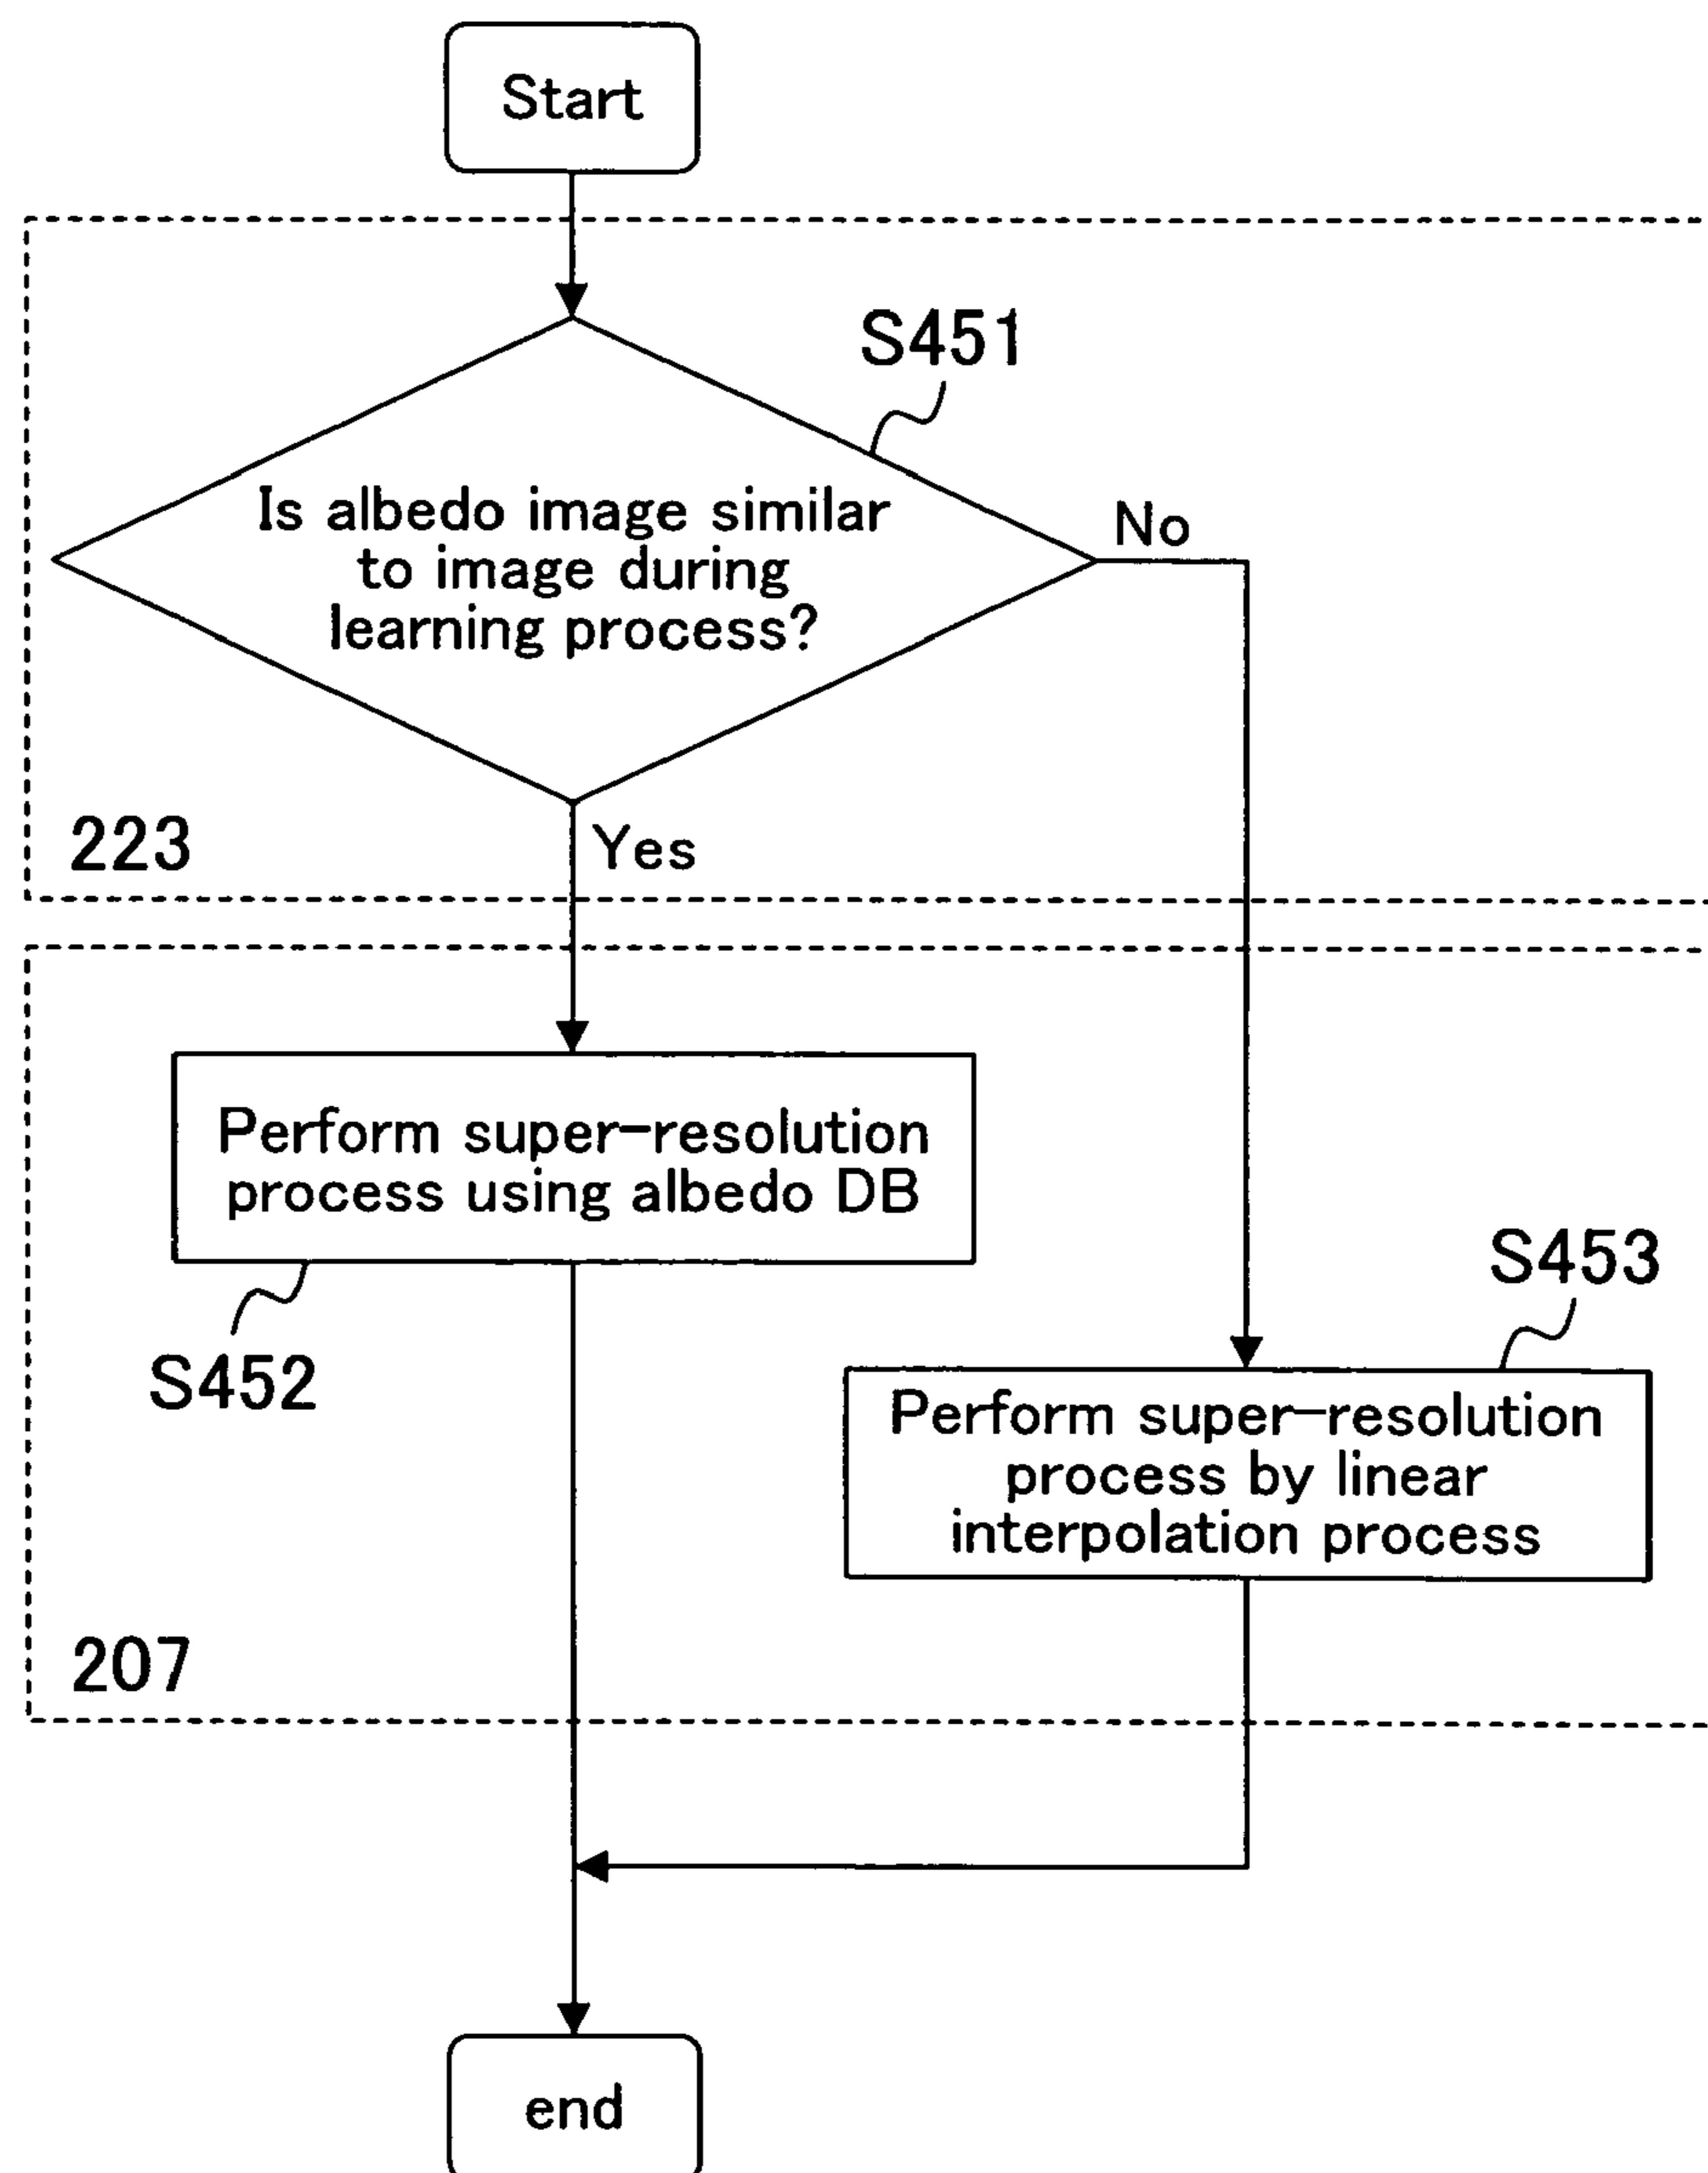 Start
S451
Is albedo image similar
to image during
learning process?
No
Yes
223
Perform super-resolution
process using albedo DB
S452
S453
Perform super-resolution
process by linear
interpolation process
207
end